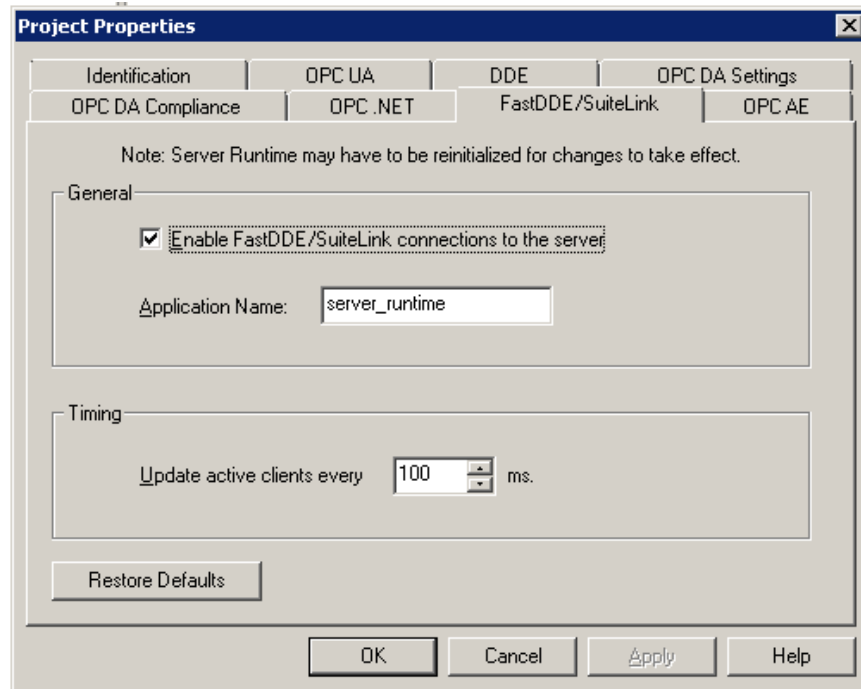 Project Properties
Identification
OPC UA
DDE
OPC DA Settings
OPC DA Compliance
OPC .NET
FastDDE/SuiteLink
OPC AE
Note: Server Runtime may have to be reinitialized for changes to take effect.
General
Enable FastDDE/SuiteLink connections to the server
Application Name: server_runtime
Timing
Update active clients every 100 ms.
Restore Defaults
OK Cancel Apply Help